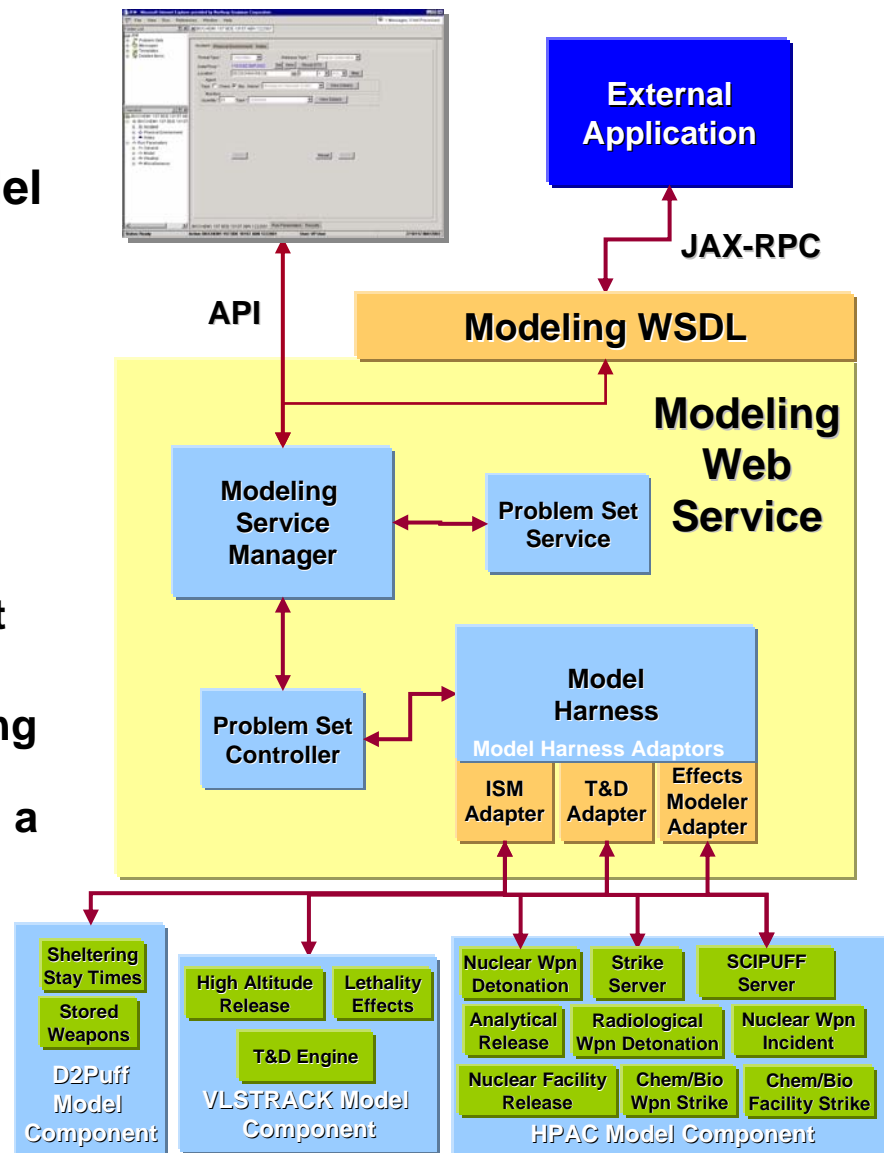 External
Application
el
JAX-RPC
API
Modeling WSDL
Modeling
Web
Service
Modeling
Service
Manager
Problem Set
Service
t
Model
Harness
ng
Problem Set
Controller
Model Harness Adaptors
a
ISM
Adapter
T&D
Adapter
Effects
Modeler
Adapter
Sheltering
Stay Times
Stored
Weapons
D2Puff
Model
Component
High Altitude
Release
Lethality
Effects
T&D Engine
VLSTRACK Model
Component
Nuclear Wpn
Detonation
Strike
Server
SCIPUFF
Server
Analytical
Release
Radiological
Wpn Detonation
Nuclear Wpn
Incident
Nuclear Facility
Release
Chem/Bio
Wpn Strike
Chem/Bio
Facility Strike
HPAC Model Component